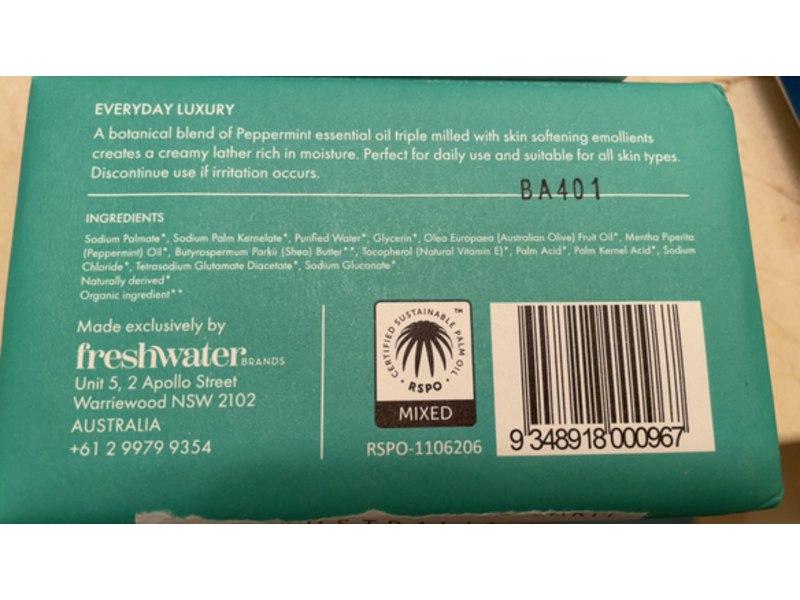 EVERYDAY LUXURY
A botanical blend of Peppermint essential oil triple milled with skin softening emollients
creates a creamy lather rich in moisture. Perfect for daily use and suitable for all skin types.
Discontinue use if irritation occurs.
BA401
INGREDIENTS
Sodium Palmate*, Sodium Palm Kernelate*, Purified Water*, Glycerin*, Olea Europaea (Australian Olive) Fruit Oil*, Mentha Piperita
(Peppermint) Oil*, Butyrospermum Parkii (Shea) Butter**, Tocopherol (Natural Vitamin E)*, Palm Acid*, Palm Kernel Acid*, Sodium
Chloride*, Tetrasodium Glutamate Diacetate*, Sodium Gluconate*
Naturally derived*
Organic ingredient**
Made exclusively by
freshwater BRANDS
Unit 5, 2 Apollo Street
Warriewood NSW 2102
AUSTRALIA
+61 2 9979 9354
CERTIFIED SUSTAINABLE PALM OIL TM
RSPO
MIXED
RSPO-1106206
9 348918 000967